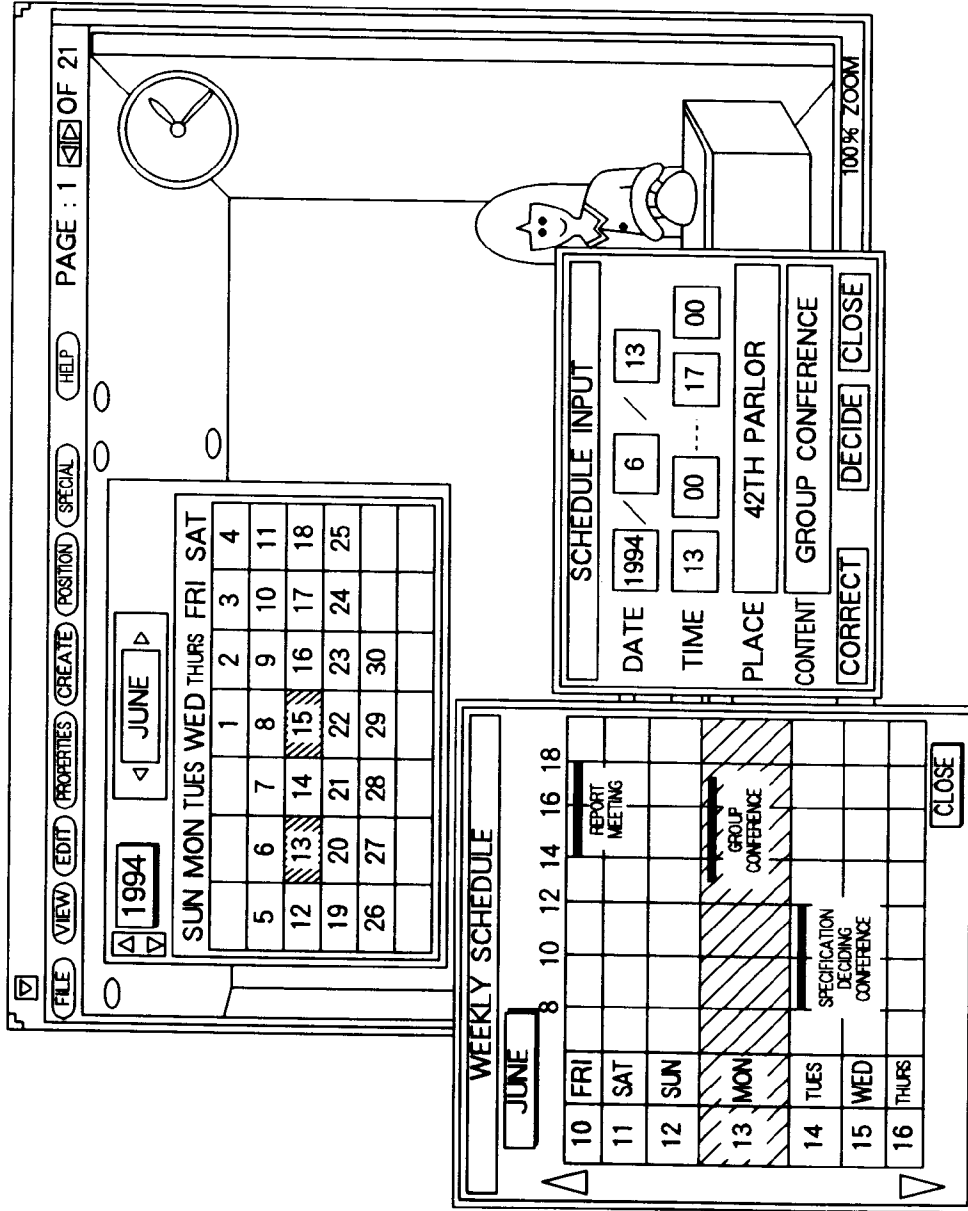 FILE VIEW EDIT PROPERTIES CREATE POSITION SPECIAL HELP PAGE : 1 OF 21
1994 JUNE
SUN MON TUES WED THURS FRI SAT
1 2 3 4
5 6 7 8 9 10 11
12 13 14 15 16 17 18
19 20 21 22 23 24 25
26 27 28 29 30
WEEKLY SCHEDULE
JUNE
8 10 12 14 16 18
10 FRI
REPORT
MEETING
11 SAT
12 SUN
13 MON
GROUP
CONFERENCE
14 TUES
SPECIFICATION
DECIDING
CONFERENCE
15 WED
16 THURS
CLOSE
SCHEDULE INPUT
DATE 1994 / 6 / 13
TIME 13 00 ---- 17 00
PLACE 42TH PARLOR
CONTENT GROUP CONFERENCE
CORRECT DECIDE CLOSE
100% ZOOM